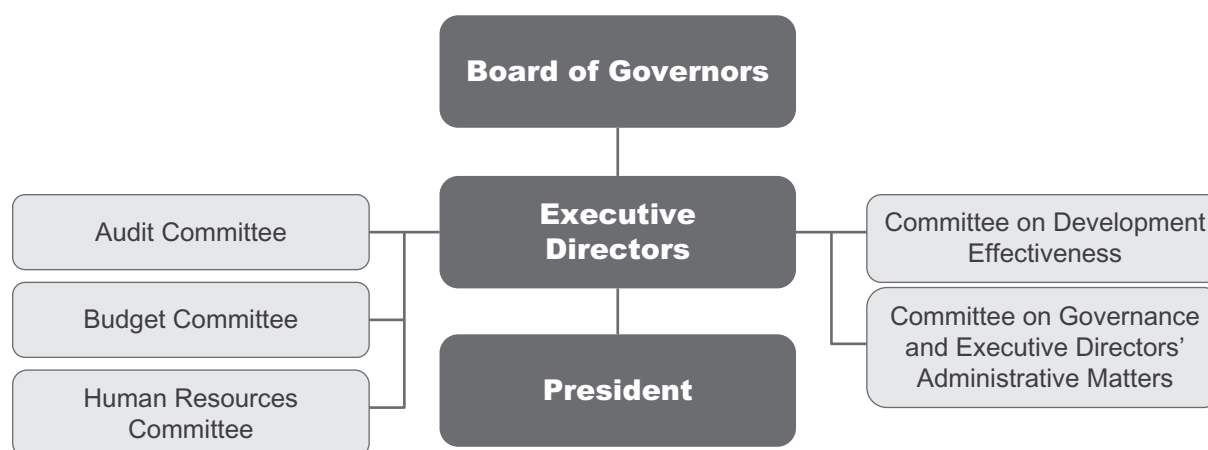 Board of Governors
Executive
Directors
President
Audit Committee
Budget Committee
Human Resources
Committee
Committee on Development
Effectiveness
Committee on Governance
and Executive Directors’
Administrative Matters